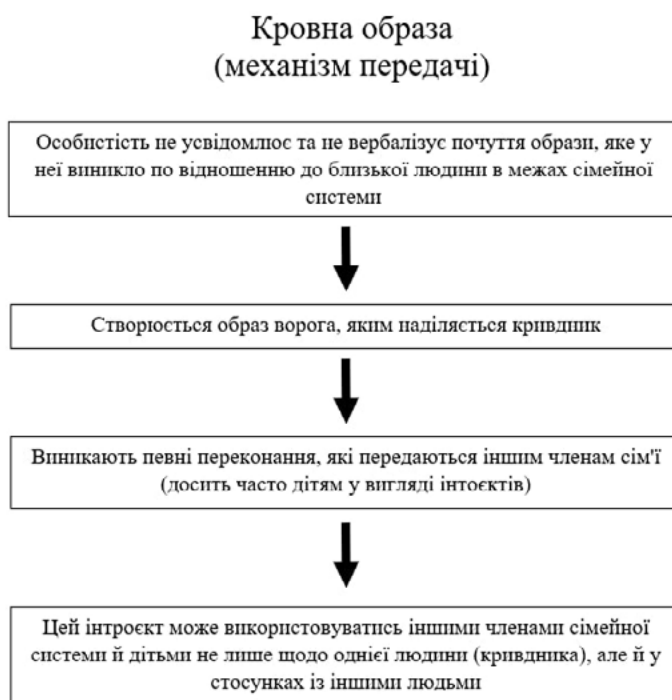 Кровна образа
(механізм передачі)
Особистість не усвідомлює та не вербалізує почуття образи, яке у
неї виникло по відношенню до близької людини в межах сімейної
системи
Створюється образ ворога, яким наділяється кривдник
Виникають певні переконання, які передаються іншим членам сім'ї
(досить часто дітям у вигляді інтоєктів)
Цей інтроєкт може використовуватись іншими членами сімейної
системи й дітьми не лише щодо однієї людини (кривдника), але й у
стосунках із іншими людьми